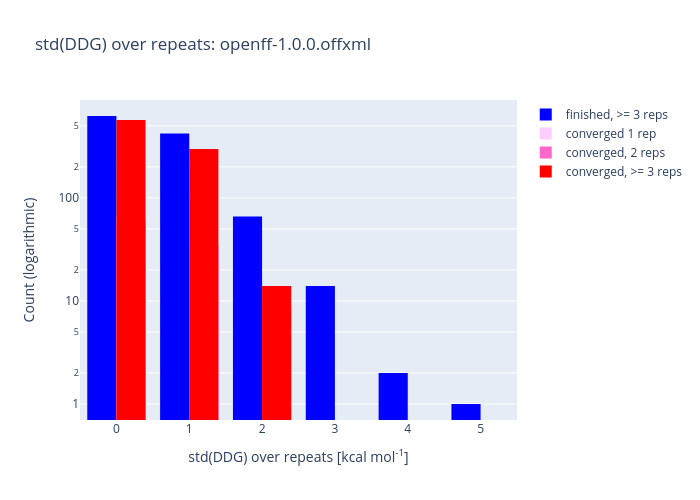 std(DDG) over repeats: openff-1.0.0.offxml
finished, >= 3 reps
converged 1 rep
converged, 2 reps
converged, >= 3 reps
Count (logarithmic)
5
2
100
5
2
10
5
2
1
0 1 2 3 4 5
std(DDG) over repeats [kcal mol⁻¹]